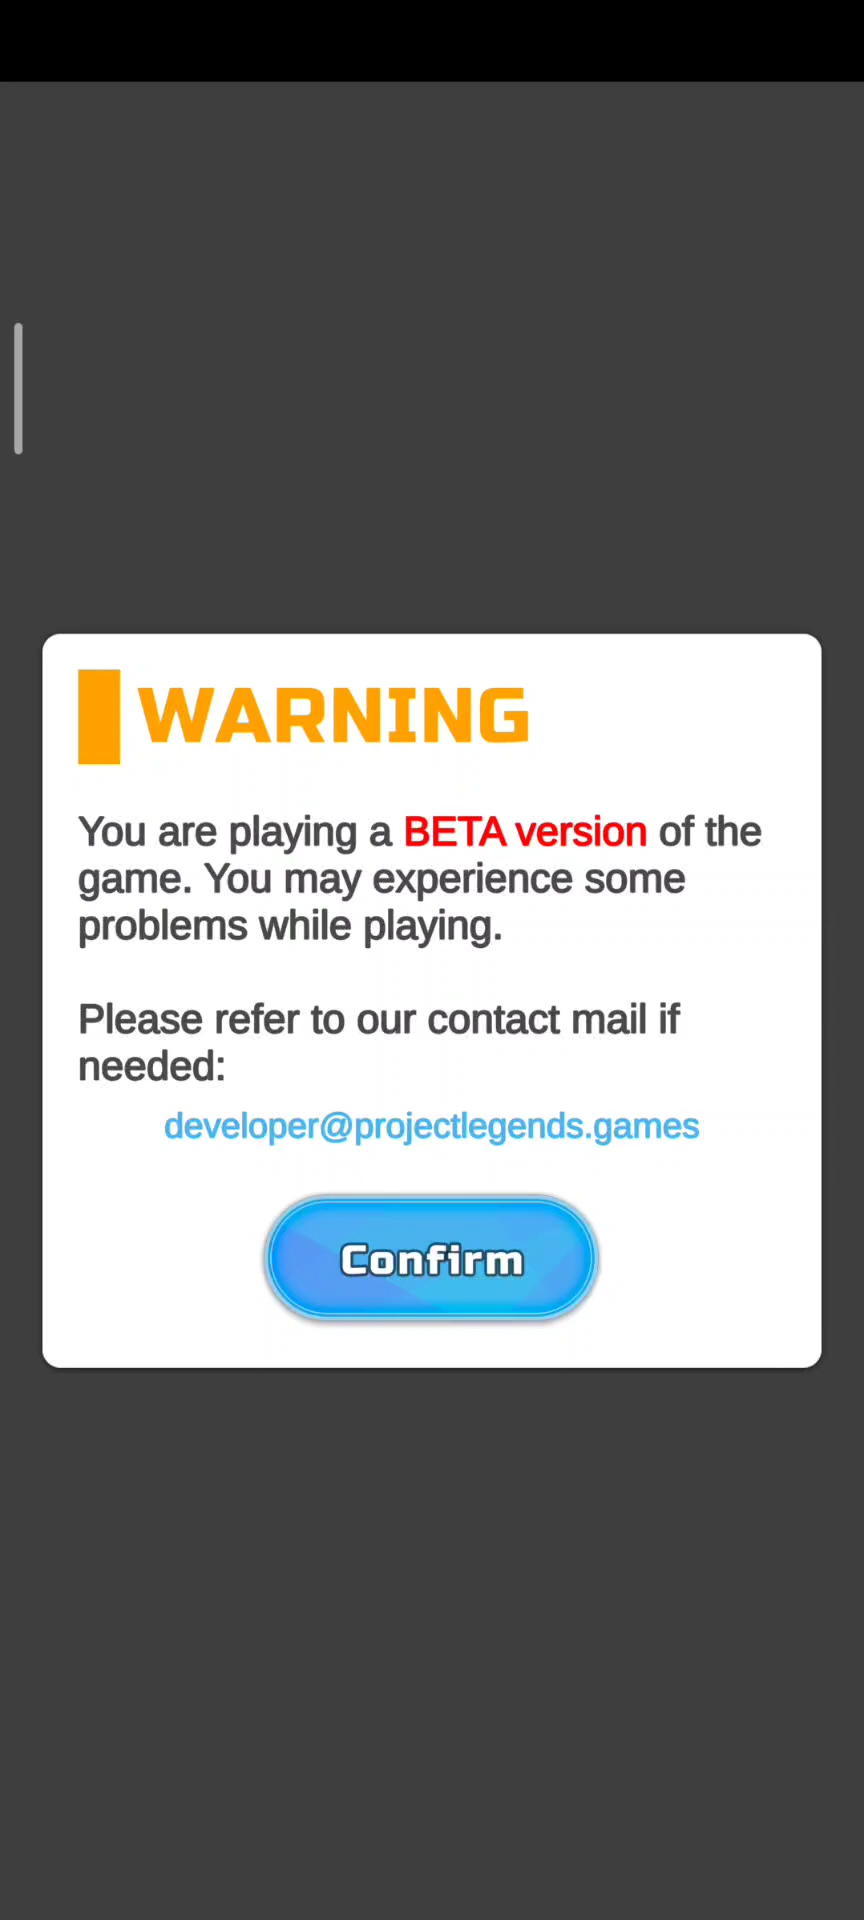 WARNING
You are playing a BETA version of the
game. You may experience some
problems while playing.
Please refer to our contact mail if
needed:
developer@projectlegends.games
Confirm